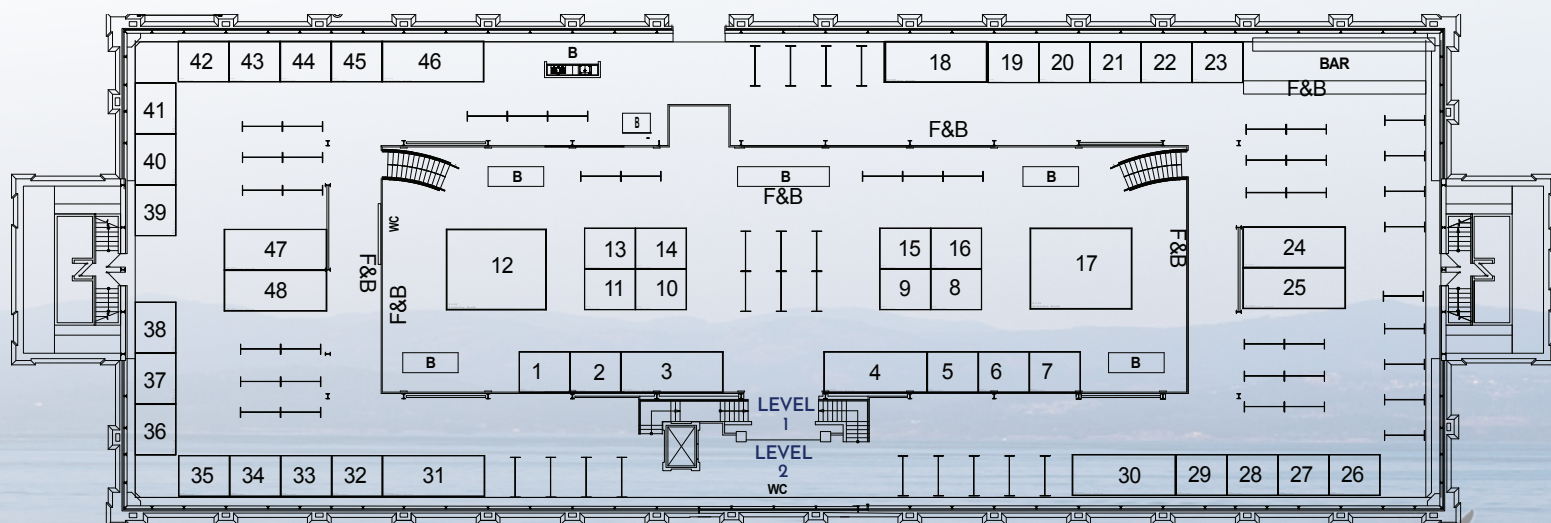 42 43 44 45 46 B 18 19 20 21 22 23 BAR
F&B
41 B F&B
40
39
B B B
F&B
WC
47 13 14 15 16 24
12 17
F&B F&B F&B
48 11 10 9 8 25
38
37 B 1 2 3 4 5 6 7 B
36
LEVEL
1
LEVEL
2
WC
35 34 33 32 31 30 29 28 27 26